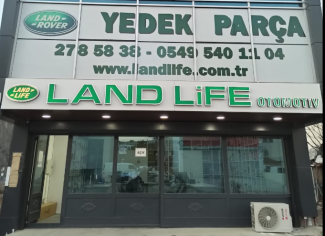 LAND ROVER YEDEK PARÇA
278 58 38 - 0549 540 11 04
www.landlife.com.tr
LAND LIFE LAND LiFE OTOMOTIV